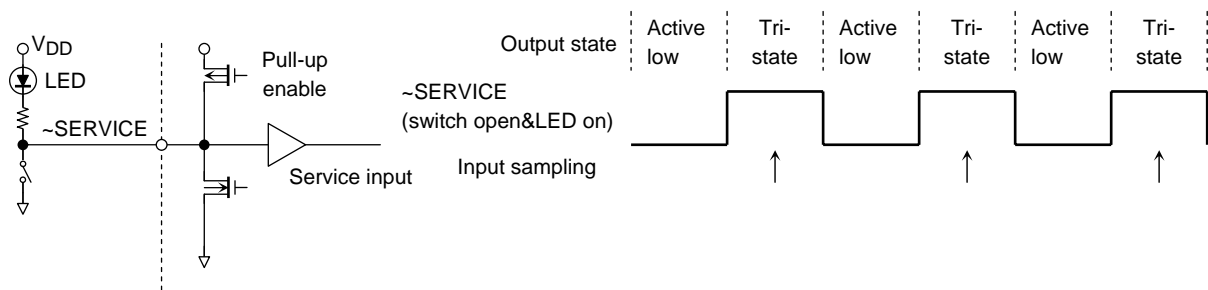 VDD
LED
~SERVICE
Pull-up
enable
Service input
Output state
Active
low
Tri-
state
Active
low
Tri-
state
Active
low
Tri-
state
~SERVICE
(switch open&LED on)
Input sampling